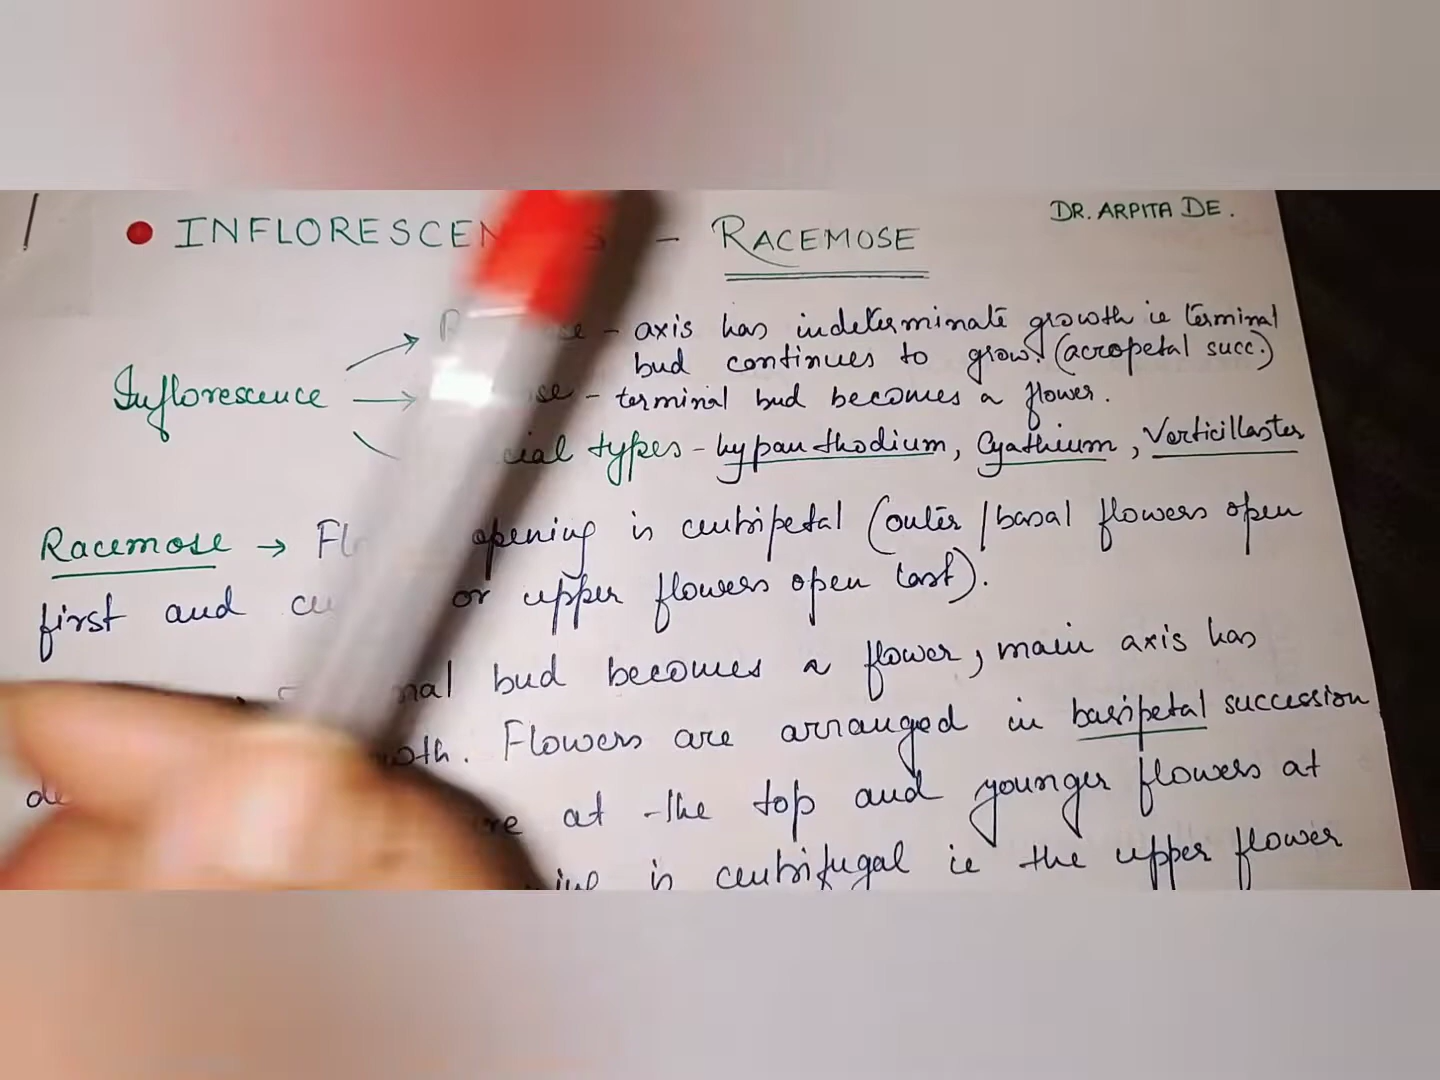 INFLORESCEN S - RACEMOSE
DR. ARPITA DE.
- axis has indeterminate growth ie terminal
bud continues to grow. (acropetal succ.)
Inflorescence
- terminal bud becomes a flower.
types - hypanthodium, Cyathium, Verticillaster
Racemose → opening is centripetal (outer / basal flowers open
first and or upper flowers open last).
bud becomes a flower, main axis has
Flowers are arranged in basipetal succession
at the top and younger flowers at
is centrifugal ie the upper flower